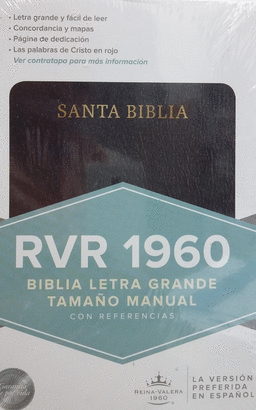 • Letra grande y fácil de leer
• Concordancia y mapas
• Página de dedicación
• Las palabras de Cristo en rojo
Ver contratapa para más información
SANTA BIBLIA
RVR 1960
BIBLIA LETRA GRANDE
TAMAÑO MANUAL
CON REFERENCIAS
REINA-VALERA
1960
LA VERSIÓN
PREFERIDA
EN ESPAÑOL